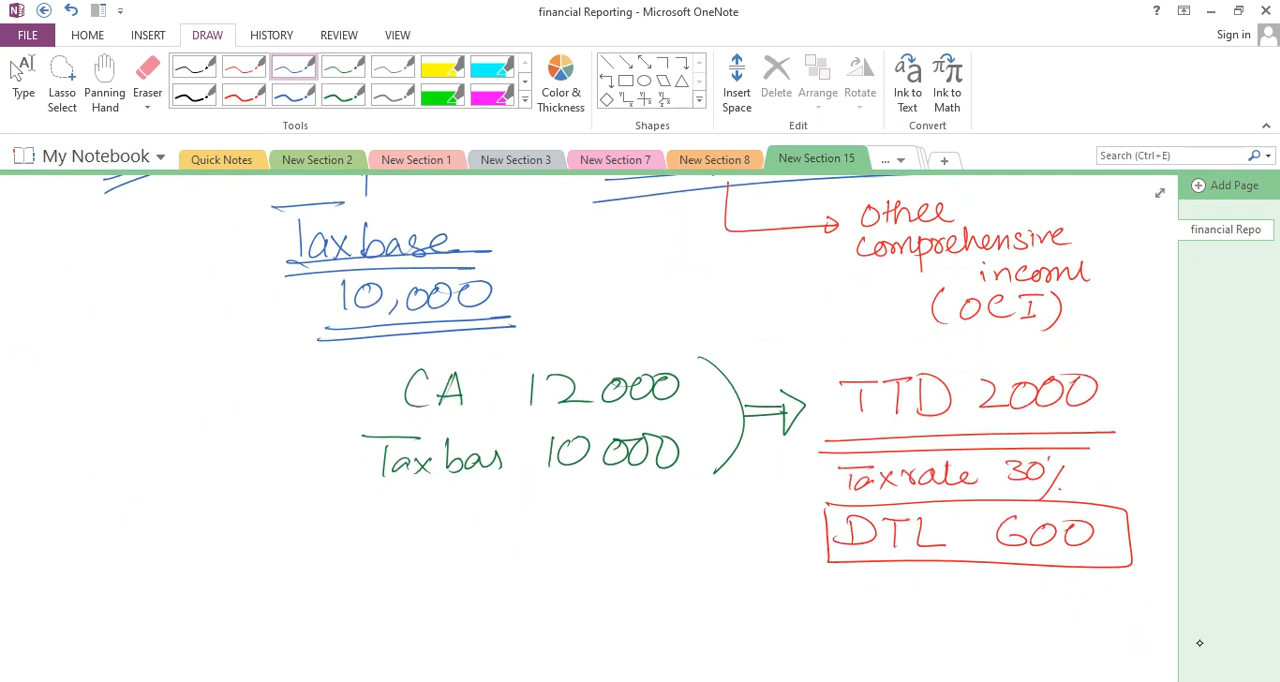 financial Reporting - Microsoft OneNote
Sign in
FILE HOME INSERT DRAW HISTORY REVIEW VIEW
Type
Lasso Select
Panning Hand
Eraser
Color & Thickness
Insert Space
Delete
Arrange
Rotate
Ink to Text
Ink to Math
Tools
Shapes
Edit
Convert
My Notebook
Quick Notes
New Section 2
New Section 1
New Section 3
New Section 7
New Section 8
New Section 15
...
Search (Ctrl+E)
Add Page
financial Repo
Tax base
10,000
Other
comprehensive
income
(OCI)
CA 12000
Tax bas 10000
TTD 2000
Tax rate 30%
DTL 600